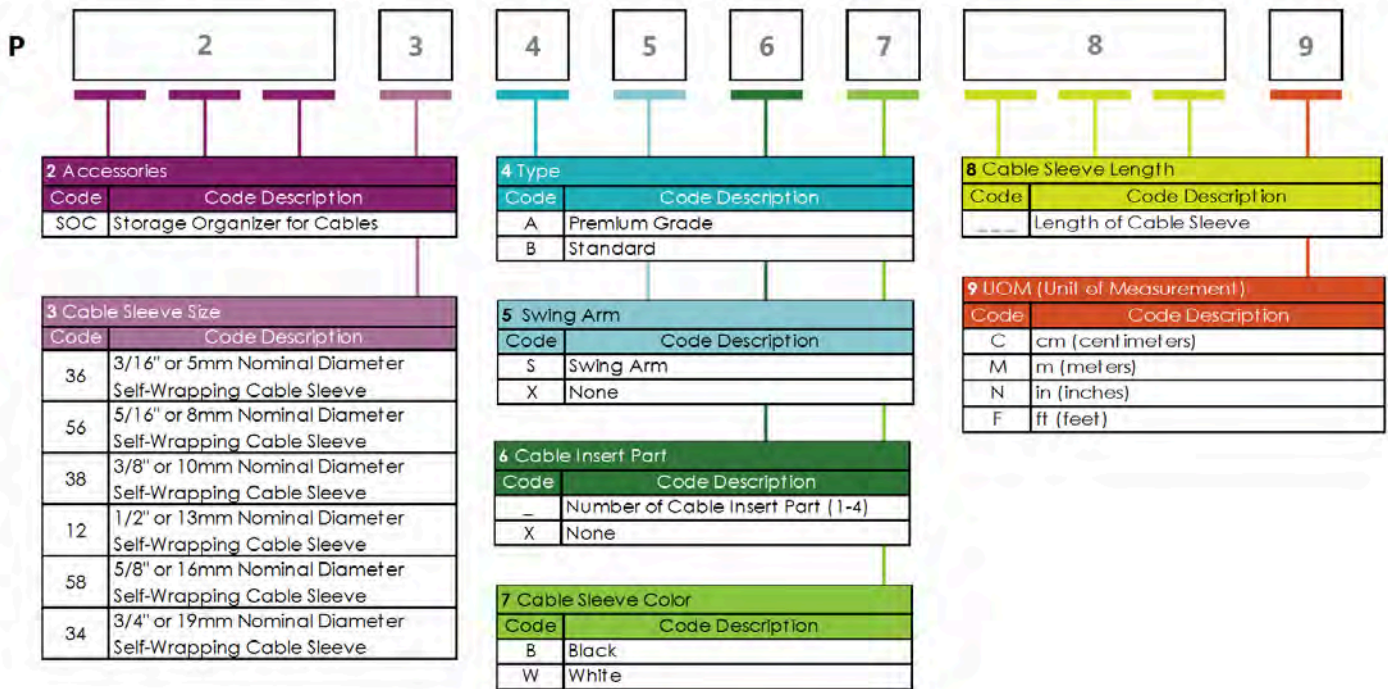 P 2 3 4 5 6 7 8 9
2 Accessories
Code Code Description
SOC Storage Organizer for Cables
3 Cable Sleeve Size
Code Code Description
36 3/16" or 5mm Nominal Diameter
Self-Wrapping Cable Sleeve
56 5/16" or 8mm Nominal Diameter
Self-Wrapping Cable Sleeve
38 3/8" or 10mm Nominal Diameter
Self-Wrapping Cable Sleeve
12 1/2" or 13mm Nominal Diameter
Self-Wrapping Cable Sleeve
58 5/8" or 16mm Nominal Diameter
Self-Wrapping Cable Sleeve
34 3/4" or 19mm Nominal Diameter
Self-Wrapping Cable Sleeve
4 Type
Code Code Description
A Premium Grade
B Standard
5 Swing Arm
Code Code Description
S Swing Arm
X None
6 Cable Insert Part
Code Code Description
_ Number of Cable Insert Part (1-4)
X None
7 Cable Sleeve Color
Code Code Description
B Black
W White
8 Cable Sleeve Length
Code Code Description
_ _ _ Length of Cable Sleeve
9 UOM (Unit of Measurement)
Code Code Description
C cm (centimeters)
M m (meters)
N in (inches)
F ft (feet)